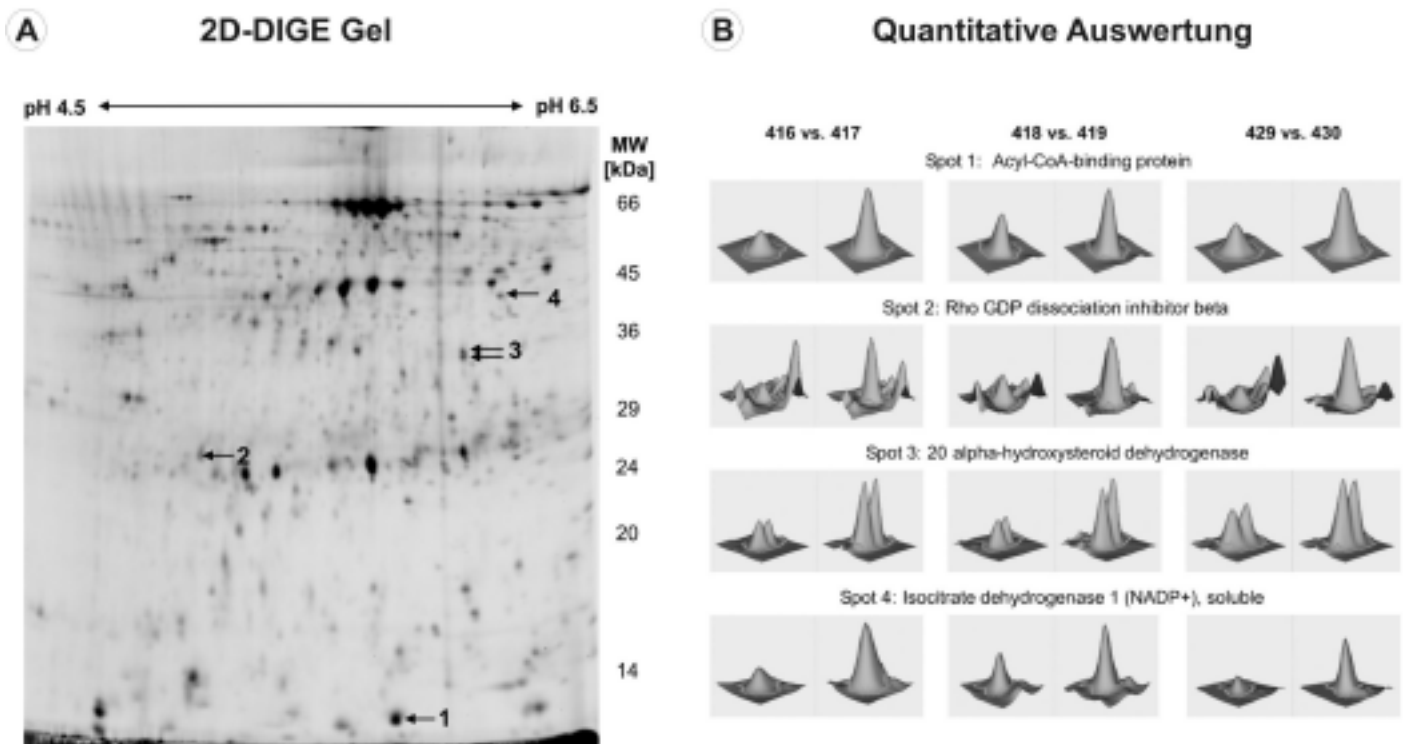 A 2D-DIGE Gel
pH 4.5 pH 6.5
MW
[kDa]
66
45
36
29
24
20
14
4
3
2
1
B Quantitative Auswertung
416 vs. 417 418 vs. 419 429 vs. 430
Spot 1: Acyl-CoA-binding protein
Spot 2: Rho GDP dissociation inhibitor beta
Spot 3: 20 alpha-hydroxysteroid dehydrogenase
Spot 4: Isocitrate dehydrogenase 1 (NADP+), soluble